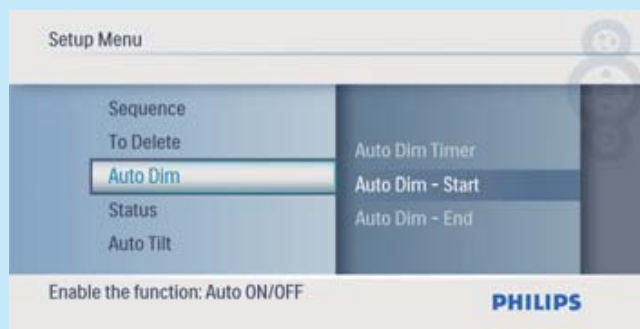 Setup Menu
Sequence
To Delete
Auto Dim
Status
Auto Tilt
Auto Dim Timer
Auto Dim - Start
Auto Dim - End
Enable the function: Auto ON/OFF
PHILIPS